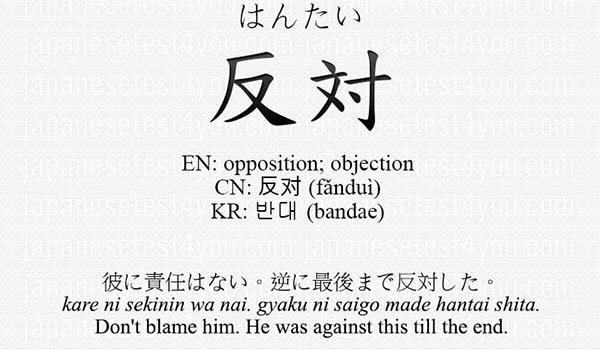 はんたい
反対
EN: opposition; objection
CN: 反对 (fǎnduì)
KR: 반대 (bandae)
彼に責任はない。逆に最後まで反対した。
kare ni sekinin wa nai. gyaku ni saigo made hantai shita.
Don't blame him. He was against this till the end.
japanesetest4you.com